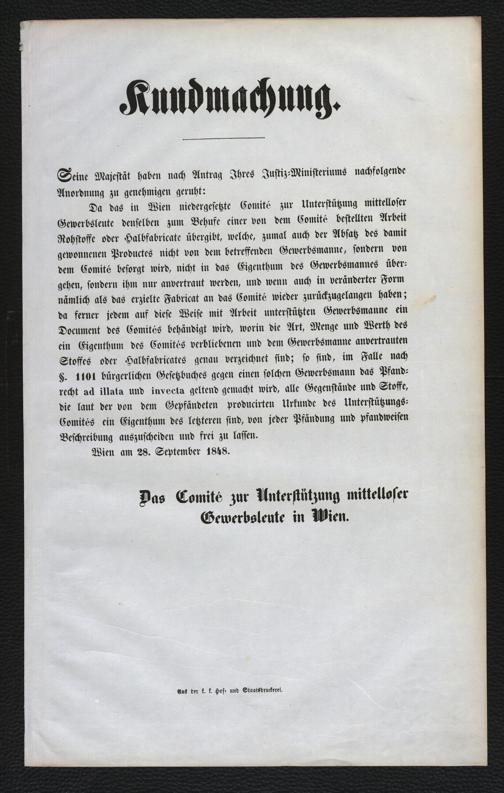 Kundmachung.
Seine Majestät haben nach Antrag Ihres Justiz-Ministeriums nachfolgende
Anordnung zu genehmigen geruht:
Da das in Wien niedergesetzte Comité zur Unterstützung mittelloser
Gewerbsleute denselben zum Behufe einer von dem Comité bestellten Arbeit
Rohstoffe oder Halbfabricate übergibt, welche, zumal auch der Absatz des damit
gewonnenen Productes nicht von dem betreffenden Gewerbsmanne, sondern von
dem Comité besorgt wird, nicht in das Eigenthum des Gewerbsmannes über-
gehen, sondern ihm nur anvertraut werden, und wenn auch in veränderter Form
nämlich als das erzielte Fabricat an das Comité wieder zurückzugelangen haben;
da ferner jedem auf diese Weise mit Arbeit unterstützten Gewerbsmanne ein
Document des Comités behändigt wird, worin die Art, Menge und Werth des
ein Eigenthum des Comités verbliebenen und dem Gewerbsmanne anvertrauten
Stoffes oder Halbfabricates genau verzeichnet sind; so sind, im Falle nach
§. 1101 bürgerlichen Gesetzbuches gegen einen solchen Gewerbsmann das Pfand-
recht ad illata und invecta geltend gemacht wird, alle Gegenstände und Stoffe,
die laut der von dem Gepfändeten producirten Urkunde des Unterstützungs-
Comités ein Eigenthum des letzteren sind, von jeder Pfändung und pfandweisen
Beschreibung auszuscheiden und frei zu lassen.
Wien am 28. September 1848.
Das Comité zur Unterstützung mittelloser
Gewerbsleute in Wien.
Aus der k. k. Hof- und Staatsdruckerei.